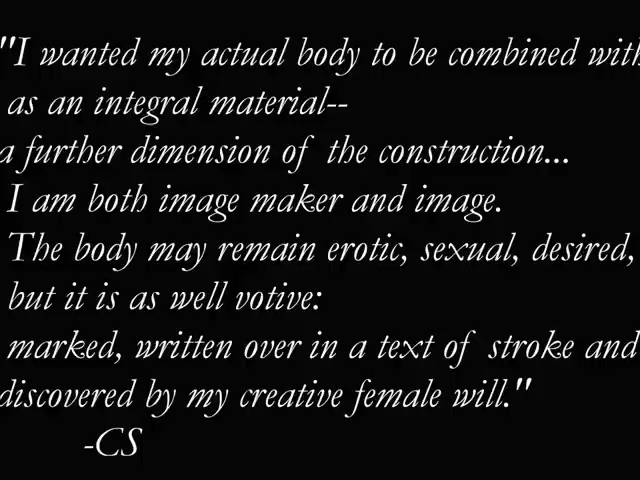 "I wanted my actual body to be combined with
as an integral material--
a further dimension of the construction...
I am both image maker and image.
The body may remain erotic, sexual, desired,
but it is as well votive:
marked, written over in a text of stroke and
discovered by my creative female will."
-CS